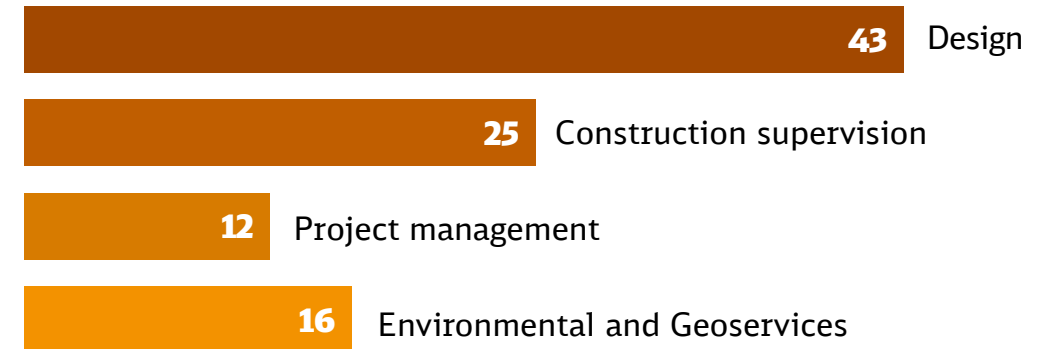 43 Design
25 Construction supervision
12 Project management
16 Environmental and Geoservices